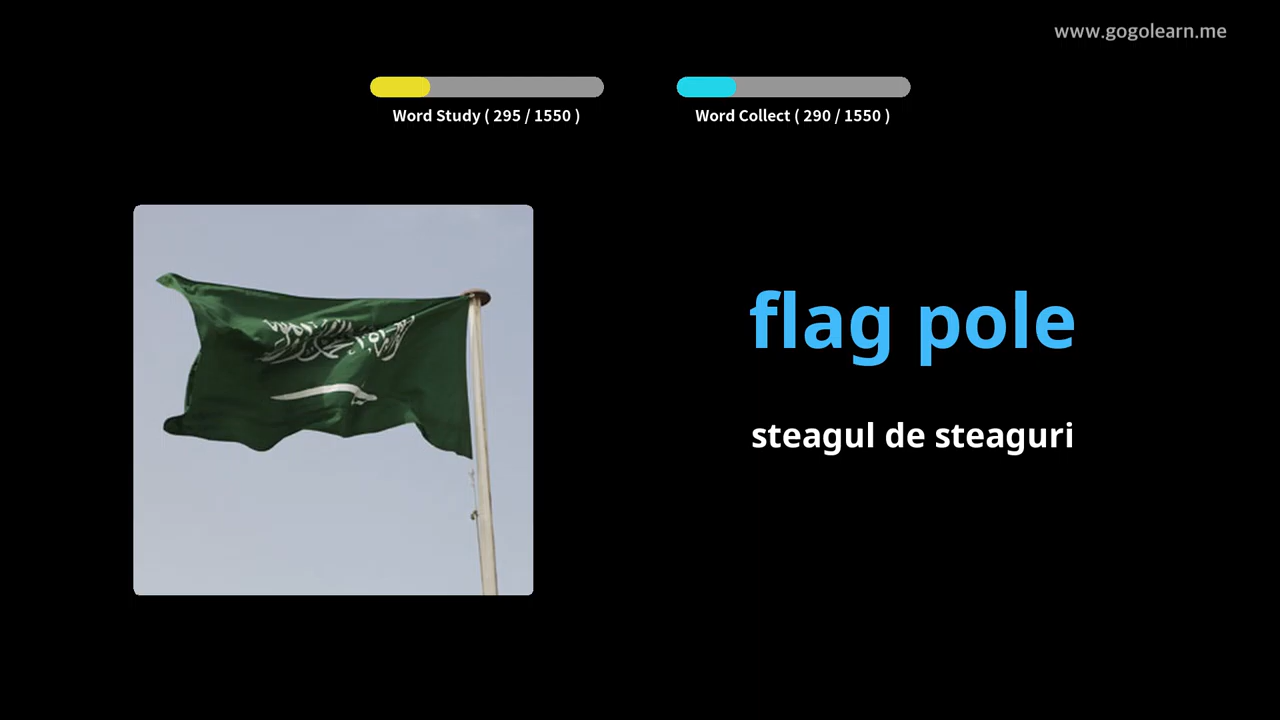 www.gogolearn.me
Word Study ( 295 / 1550 )
Word Collect ( 290 / 1550 )
flag pole
steagul de steaguri